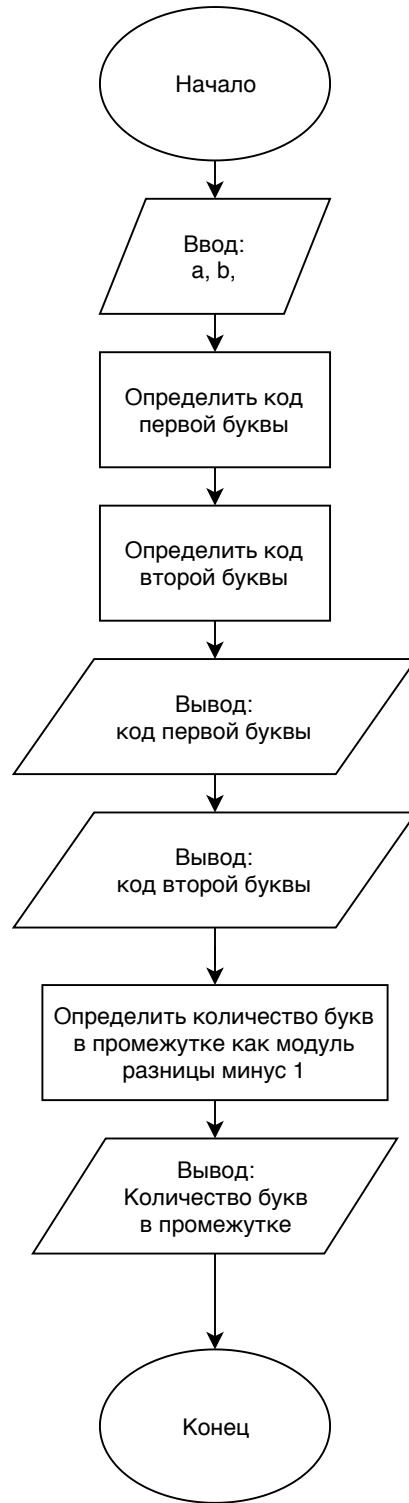 Начало
Ввод:
a, b,
Определить код
первой буквы
Определить код
второй буквы
Вывод:
код первой буквы
Вывод:
код второй буквы
Определить количество букв
в промежутке как модуль
разницы минус 1
Вывод:
Количество букв
в промежутке
Конец